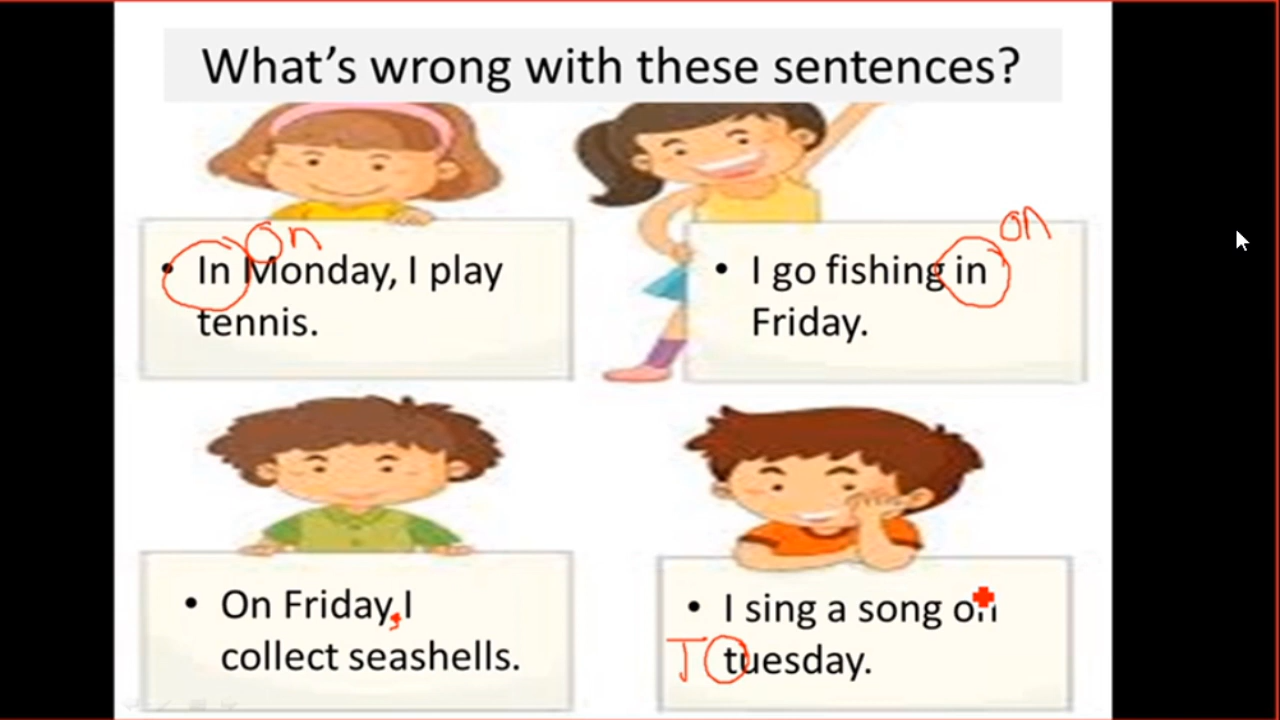 What's wrong with these sentences?
on
• In Monday, I play
tennis.
on
• I go fishing in
Friday.
• On Friday, I
collect seashells.
• I sing a song on
T tuesday.